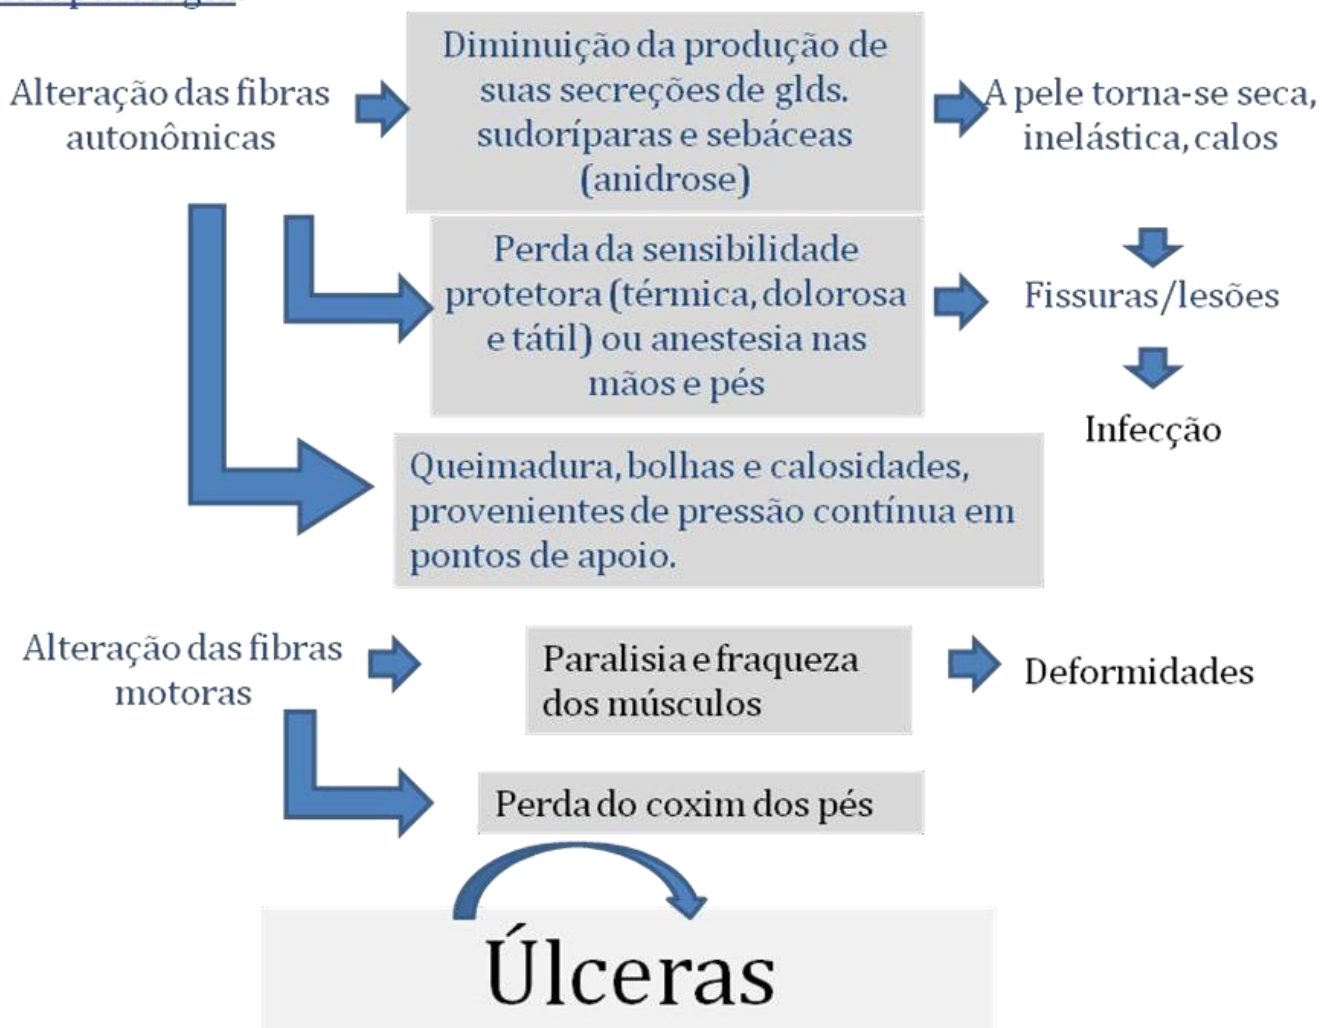 Alteração das fibras
autonômicas
Diminuição da produção de
suas secreções de glds.
sudoríparas e sebáceas
(anidrose)
A pele torna-se seca,
inelástica, calos
Perda da sensibilidade
protetora (térmica, dolorosa
e tátil) ou anestesia nas
mãos e pés
Fissuras/lesões
Infecção
Queimadura, bolhas e calosidades,
provenientes de pressão contínua em
pontos de apoio.
Alteração das fibras
motoras
Paralisia e fraqueza
dos músculos
Deformidades
Perda do coxim dos pés
Úlceras